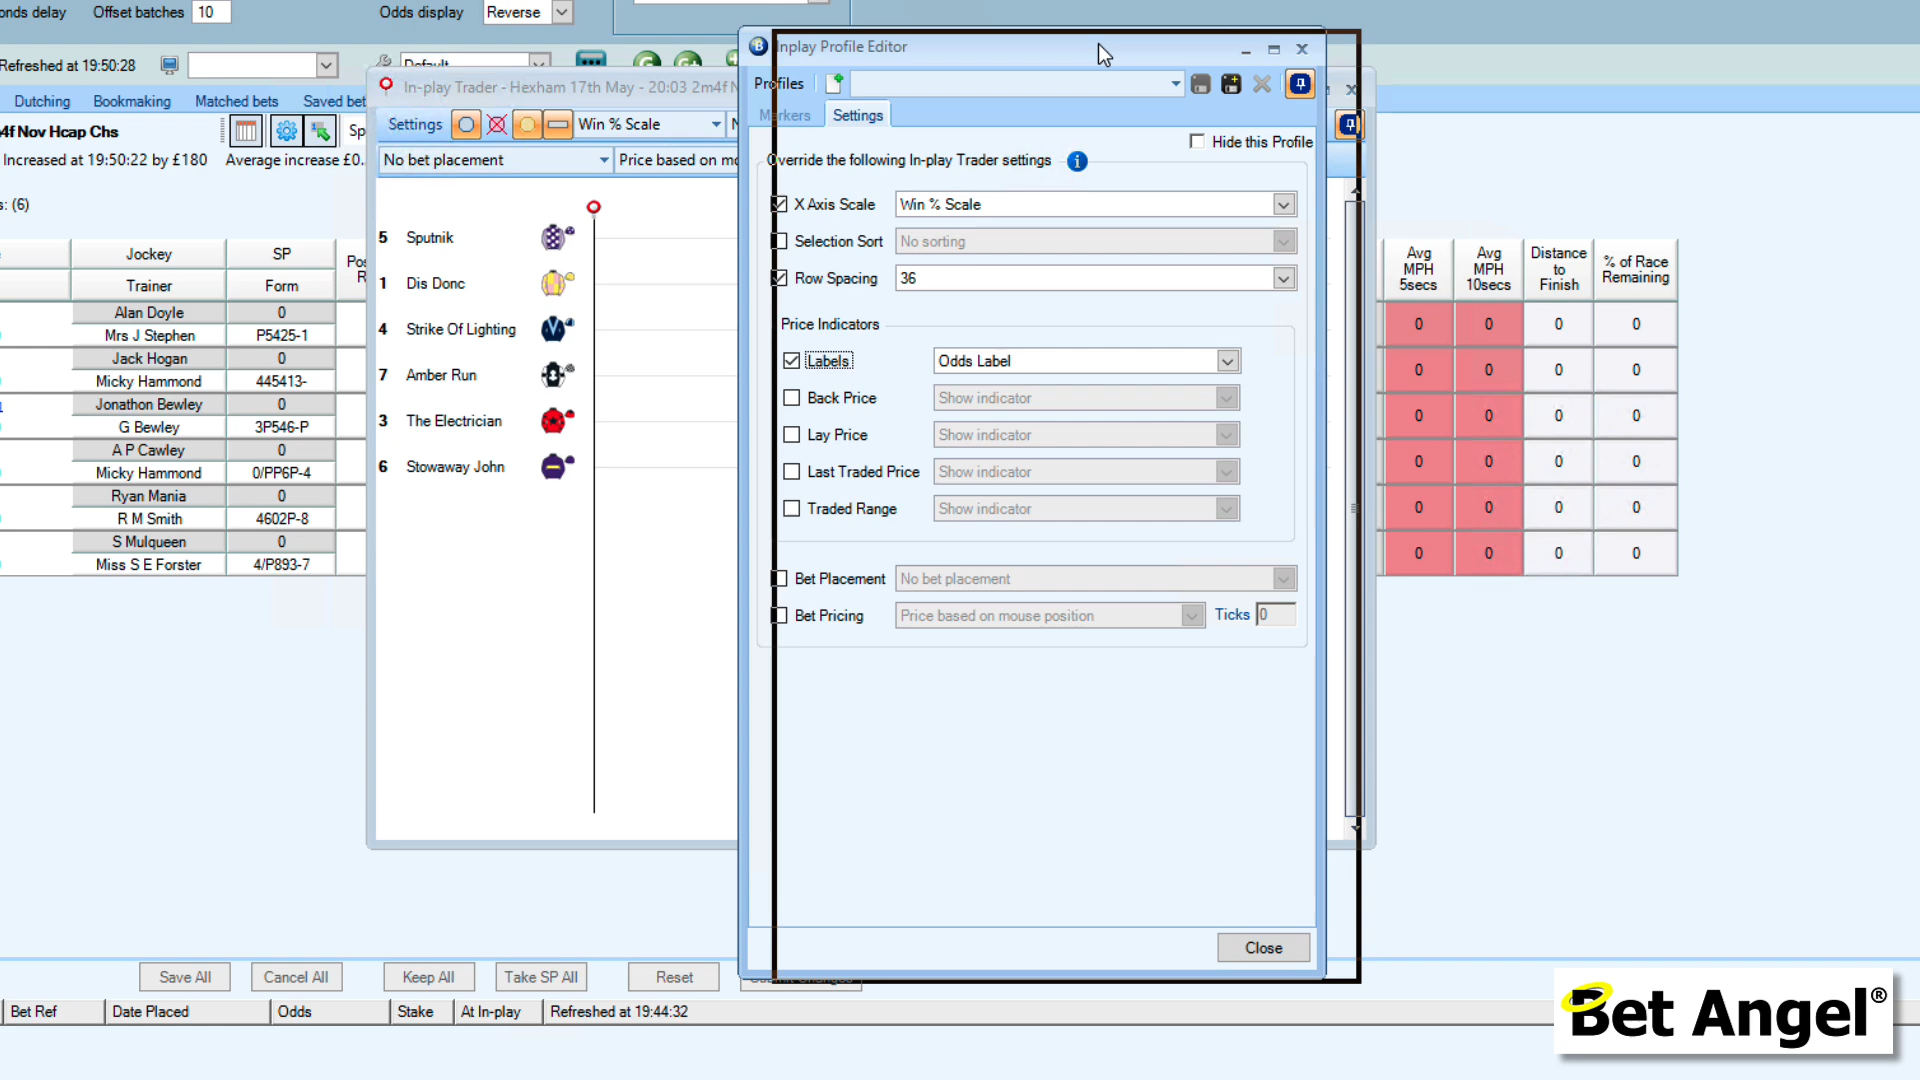 onds delay Offset batches 10 Odds display Reverse
Refreshed at 19:50:28 Default
Dutching Bookmaking Matched bets Saved bet
4f Nov Hcap Chs Sp
Increased at 19:50:22 by £180 Average increase £0..
s: (6)
Jockey SP Pos
Trainer Form R
Alan Doyle 0
Mrs J Stephen P5425-1
Jack Hogan 0
Micky Hammond 445413-
Jonathon Bewley 0
G Bewley 3P546-P
A P Cawley 0
Micky Hammond 0/PP6P-4
Ryan Mania 0
R M Smith 4602P-8
S Mulqueen 0
Miss S E Forster 4/P893-7
In-play Trader - Hexham 17th May - 20:03 2m4f N
Settings Win % Scale
No bet placement Price based on mo
5 Sputnik
1 Dis Donc
4 Strike Of Lighting
7 Amber Run
3 The Electrician
6 Stowaway John
Inplay Profile Editor
Profiles
Markers Settings
Hide this Profile
Override the following In-play Trader settings
X Axis Scale Win % Scale
Selection Sort No sorting
Row Spacing 36
Price Indicators
Labels Odds Label
Back Price Show indicator
Lay Price Show indicator
Last Traded Price Show indicator
Traded Range Show indicator
Bet Placement No bet placement
Bet Pricing Price based on mouse position Ticks 0
Close
Avg MPH 5secs Avg MPH 10secs Distance to Finish % of Race Remaining
0 0 0 0
0 0 0 0
0 0 0 0
0 0 0 0
0 0 0 0
0 0 0 0
Save All Cancel All Keep All Take SP All Reset
Bet Ref Date Placed Odds Stake At In-play Refreshed at 19:44:32
Bet Angel®